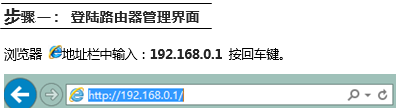 步骤一：登陆路由器管理界面
浏览器 地址栏中输入：192.168.0.1 按回车键。
http://192.168.0.1/